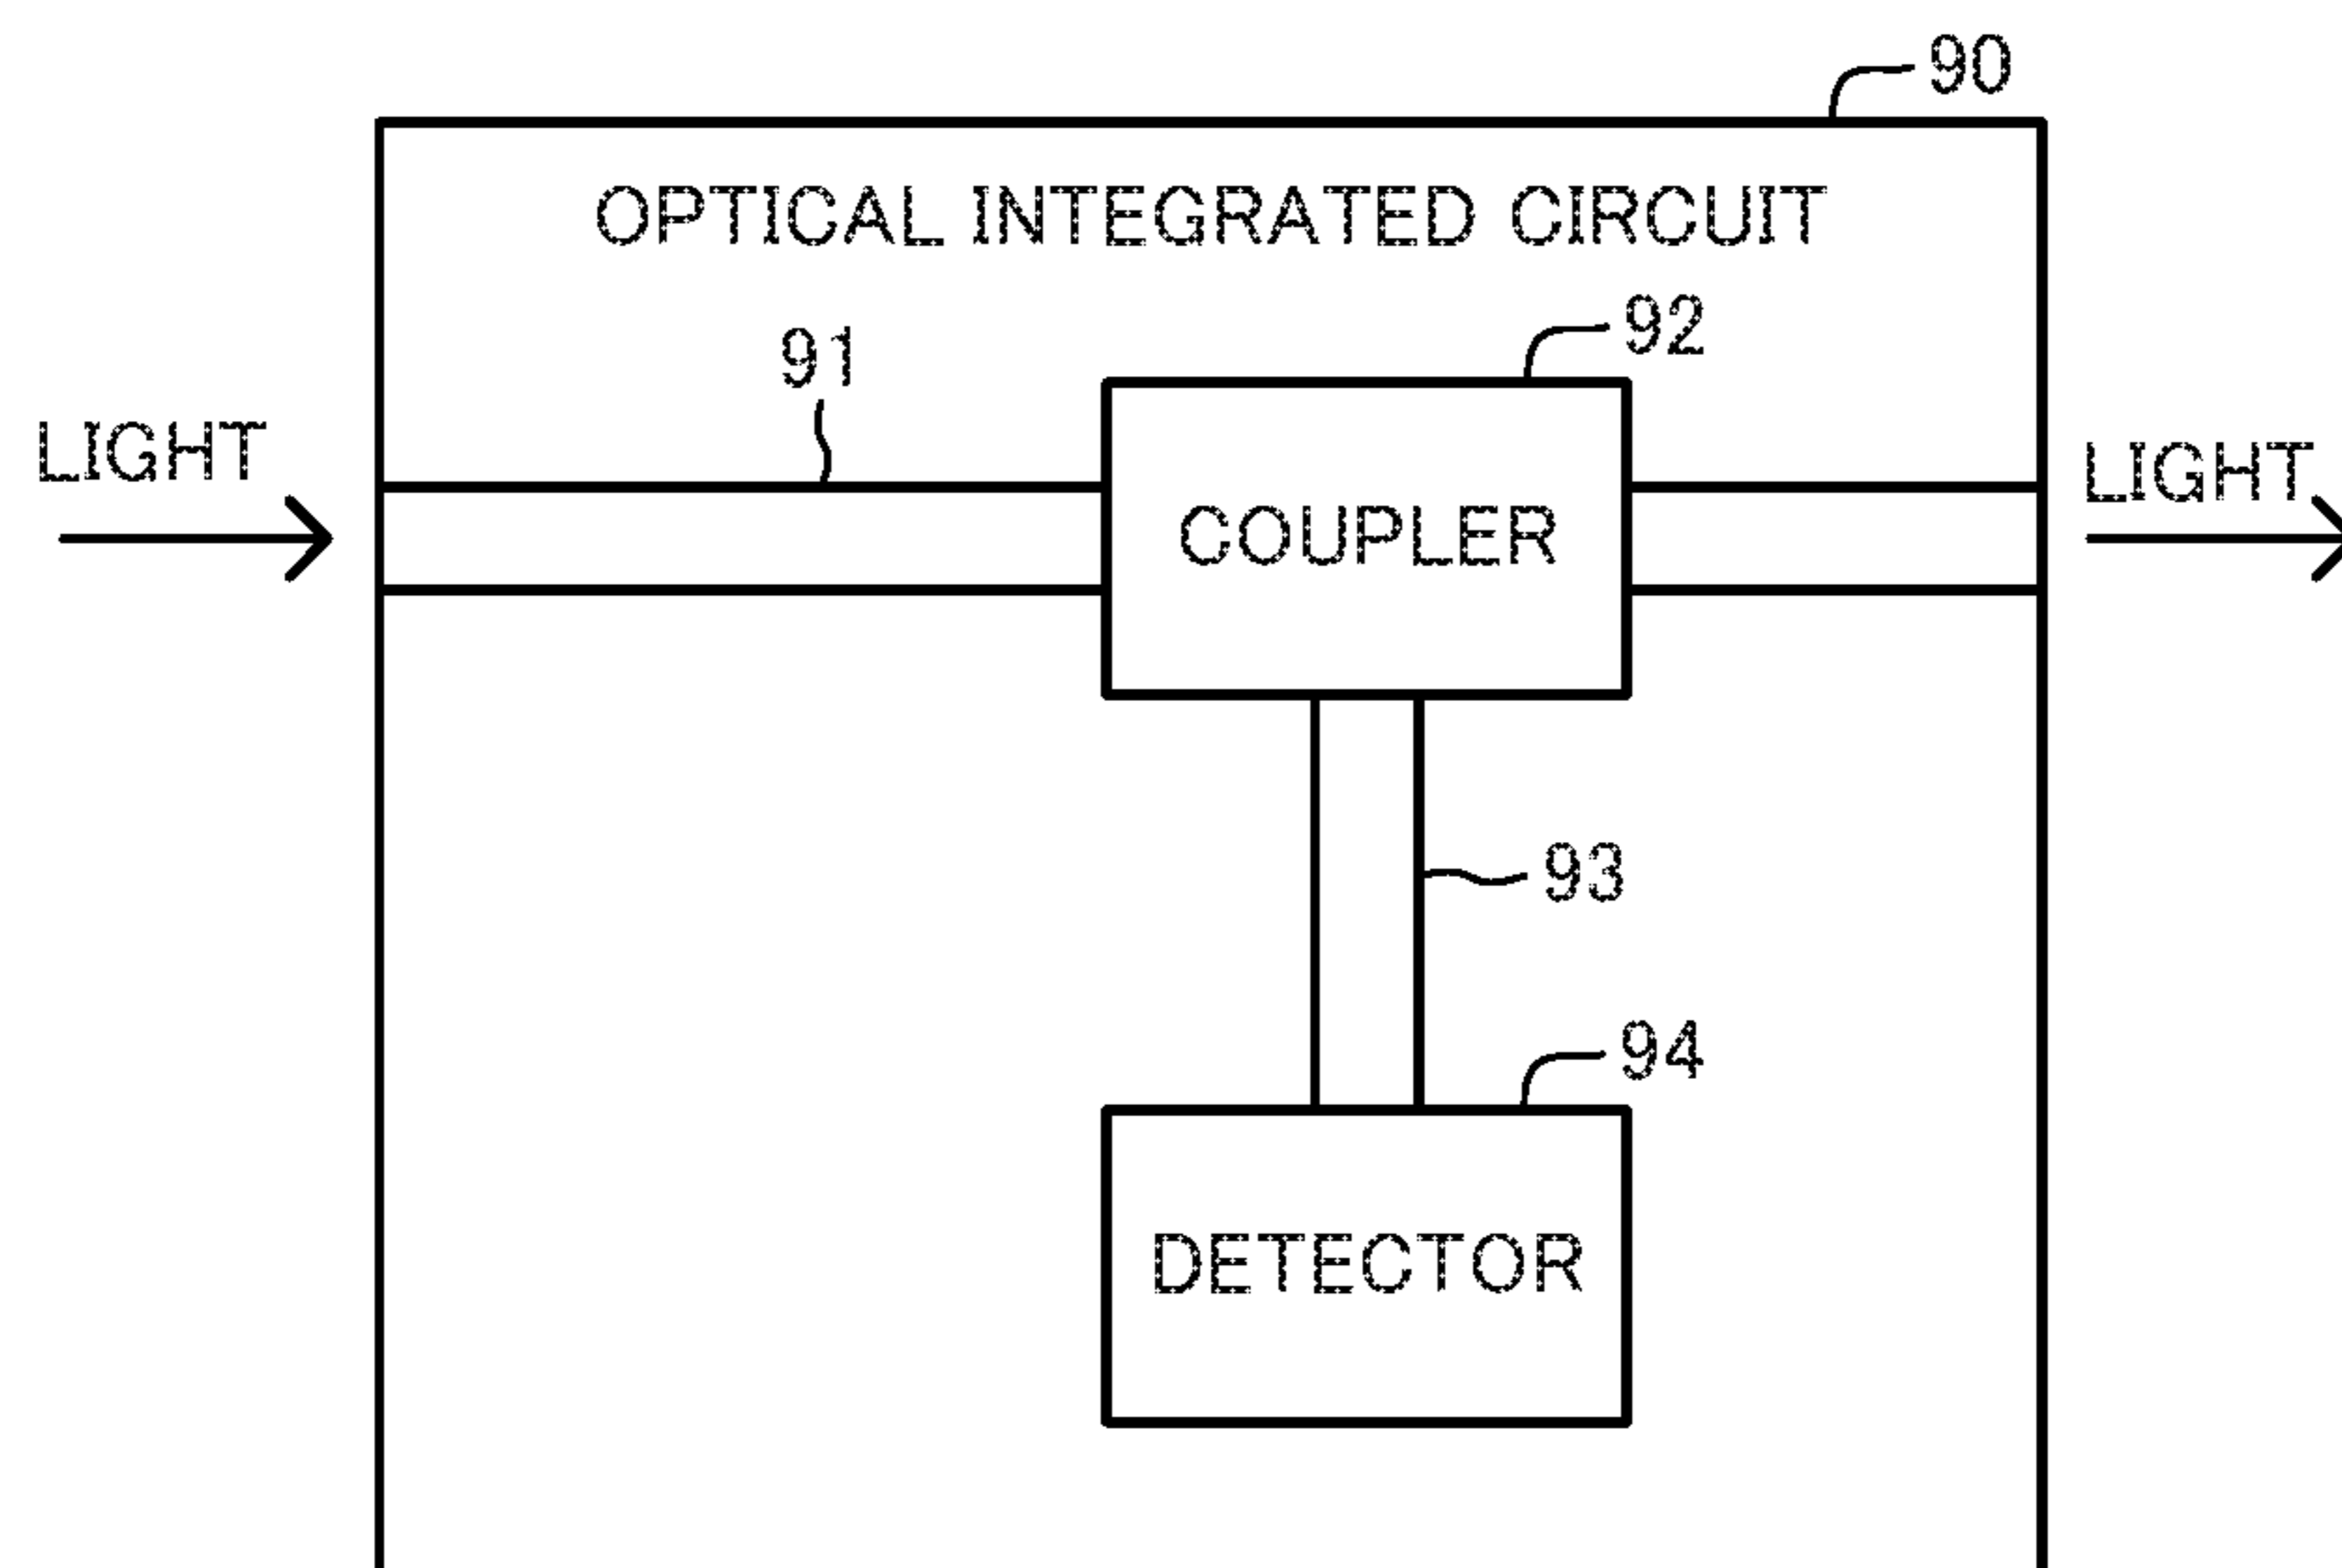 90
OPTICAL INTEGRATED CIRCUIT
92
91
LIGHT
LIGHT
COUPLER
93
94
DETECTOR